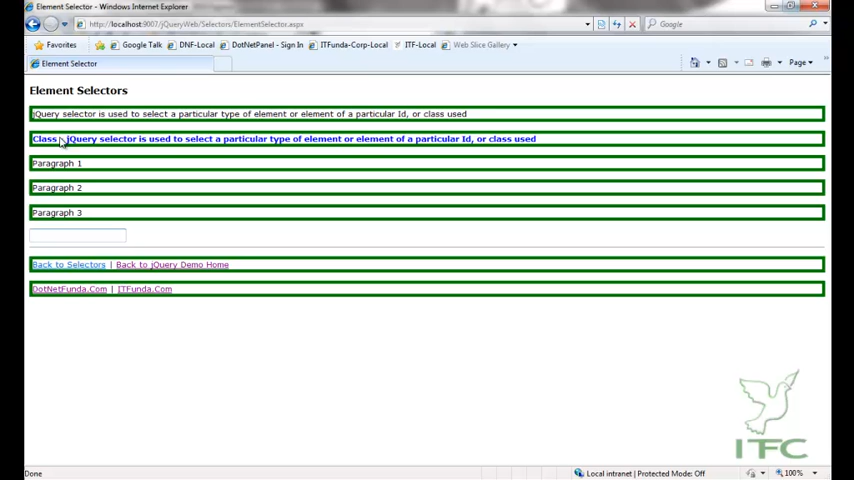 Element Selectors - Windows Internet Explorer
http://localhost:9007/jQueryWeb/Selectors/ElementSelector.aspx
Google
Favorites Google Talk DNF-Local DotNetPanel - Sign In ITFunda-Corp-Local ITF-Local Web Slice Gallery
Element Selector Page
Element Selectors
jQuery selector is used to select a particular type of element or element of a particular Id, or class used
Class - jQuery selector is used to select a particular type of element or element of a particular Id, or class used
Paragraph 1
Paragraph 2
Paragraph 3
Back to Selectors | Back to jQuery Demo Home
DotNetFunda.Com | ITFunda.Com
ITFC
Done Local intranet | Protected Mode: Off 100%